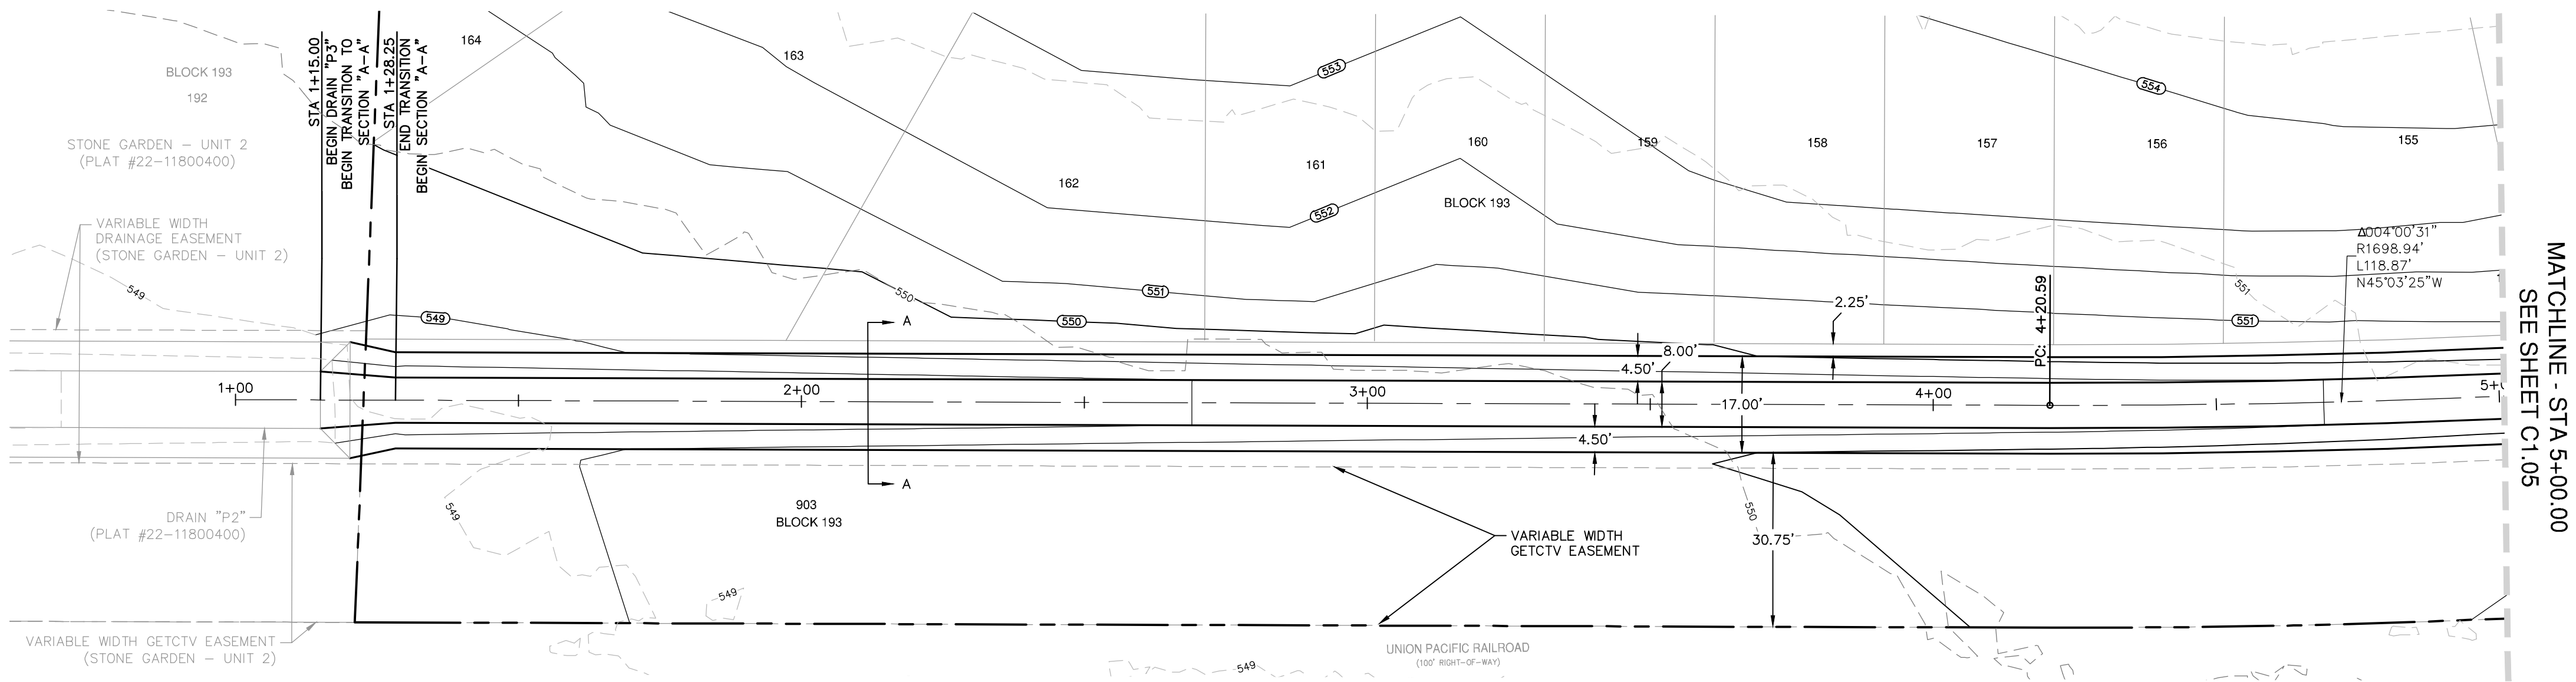 BLOCK 193
192
STONE GARDEN – UNIT 2
(PLAT #22-11800400)
STA 1+15.00
BEGIN DRAIN "P3"
BEGIN TRANSITION TO
SECTION "A-A"
STA 1+28.25
END TRANSITION
BEGIN SECTION "A-A"
164
163
162
161
160
159
158
157
156
155
BLOCK 193
553
552
551
550
549
554
551
551
550
549
VARIABLE WIDTH
DRAINAGE EASEMENT
(STONE GARDEN – UNIT 2)
A
A
1+00
2+00
3+00
4+00
2.25'
8.00'
4.50'
17.00'
4.50'
30.75'
PC: 4+20.59
Δ004°00'31"
R1698.94'
L118.87'
N45°03'25"W
DRAIN "P2"
(PLAT #22-11800400)
903
BLOCK 193
549
549
549
550
VARIABLE WIDTH
GETCTV EASEMENT
VARIABLE WIDTH GETCTV EASEMENT
(STONE GARDEN – UNIT 2)
UNION PACIFIC RAILROAD
(100' RIGHT-OF-WAY)
MATCHLINE - STA 5+00.00
SEE SHEET C1.05